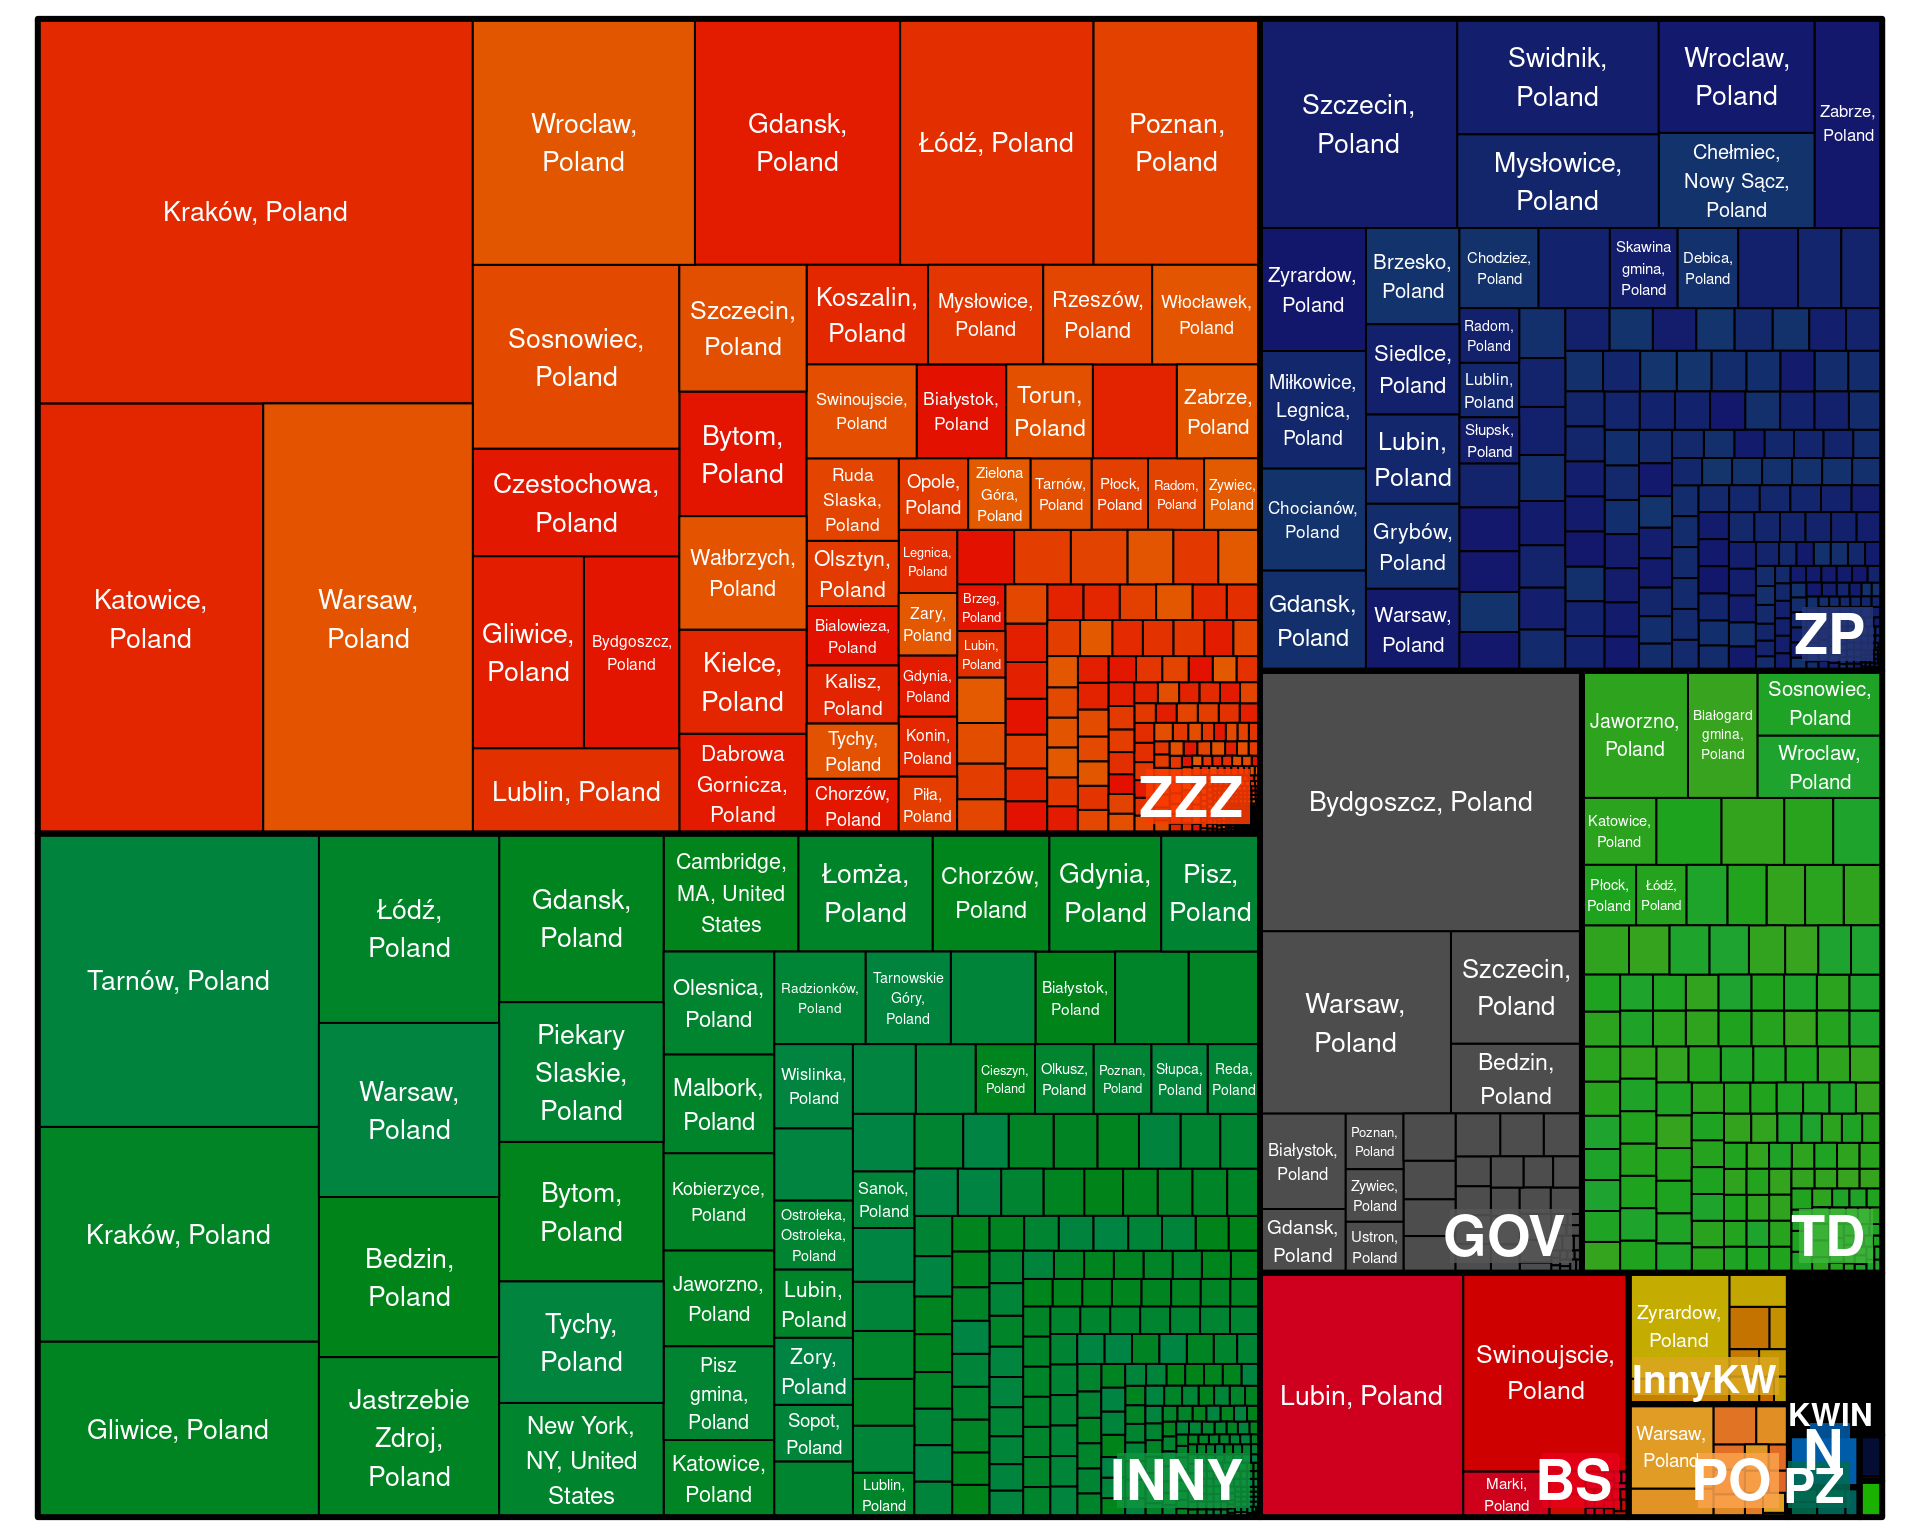 Kraków, Poland
Katowice,
Poland
Warsaw,
Poland
Wroclaw,
Poland
Gdansk,
Poland
Łódź, Poland
Poznan,
Poland
Sosnowiec,
Poland
Czestochowa,
Poland
Gliwice,
Poland
Bydgoszcz,
Poland
Lublin, Poland
Szczecin,
Poland
Bytom,
Poland
Wałbrzych,
Poland
Kielce,
Poland
Dabrowa
Gornicza,
Poland
Koszalin,
Poland
Mysłowice,
Poland
Rzeszów,
Poland
Włocławek,
Poland
Swinoujscie,
Poland
Białystok,
Poland
Torun,
Poland
Zabrze,
Poland
Ruda
Slaska,
Poland
Olsztyn,
Poland
Bialowieza,
Poland
Kalisz,
Poland
Tychy,
Poland
Chorzów,
Poland
Opole,
Poland
Zielona
Góra,
Poland
Tarnów,
Poland
Płock,
Poland
Radom,
Poland
Zywiec,
Poland
Legnica,
Poland
Zary,
Poland
Gdynia,
Poland
Konin,
Poland
Piła,
Poland
Brzeg,
Poland
Lubin,
Poland
ZZZ
Szczecin,
Poland
Swidnik,
Poland
Mysłowice,
Poland
Wroclaw,
Poland
Chełmiec,
Nowy Sącz,
Poland
Zabrze,
Poland
Zyrardow,
Poland
Miłkowice,
Legnica,
Poland
Chocianów,
Poland
Gdansk,
Poland
Brzesko,
Poland
Siedlce,
Poland
Lubin,
Poland
Grybów,
Poland
Warsaw,
Poland
Chodziez,
Poland
Skawina
gmina,
Poland
Debica,
Poland
Radom,
Poland
Lublin,
Poland
Słupsk,
Poland
ZP
Tarnów, Poland
Kraków, Poland
Gliwice, Poland
Łódź,
Poland
Warsaw,
Poland
Bedzin,
Poland
Jastrzebie
Zdroj,
Poland
Gdansk,
Poland
Piekary
Slaskie,
Poland
Bytom,
Poland
Tychy,
Poland
New York,
NY, United
States
Cambridge,
MA, United
States
Łomża,
Poland
Chorzów,
Poland
Gdynia,
Poland
Pisz,
Poland
Olesnica,
Poland
Malbork,
Poland
Kobierzyce,
Poland
Jaworzno,
Poland
Pisz
gmina,
Poland
Katowice,
Poland
Radzionków,
Poland
Tarnowskie
Góry,
Poland
Białystok,
Poland
Wislinka,
Poland
Ostrołeka,
Ostroleka,
Poland
Lubin,
Poland
Zory,
Poland
Sopot,
Poland
Cieszyn,
Poland
Olkusz,
Poland
Poznan,
Poland
Słupca,
Poland
Reda,
Poland
Sanok,
Poland
Lublin,
Poland
INNY
Bydgoszcz, Poland
Warsaw,
Poland
Szczecin,
Poland
Bedzin,
Poland
Białystok,
Poland
Gdansk,
Poland
Poznan,
Poland
Zywiec,
Poland
Ustron,
Poland
GOV
Jaworzno,
Poland
Białogard
gmina,
Poland
Sosnowiec,
Poland
Wroclaw,
Poland
Katowice,
Poland
Płock,
Poland
Łódź,
Poland
TD
Lubin, Poland
Swinoujscie,
Poland
Marki,
Poland
BS
Zyrardow,
Poland
InnyKW
Warsaw,
Poland
PO
KWIN
N
PZ